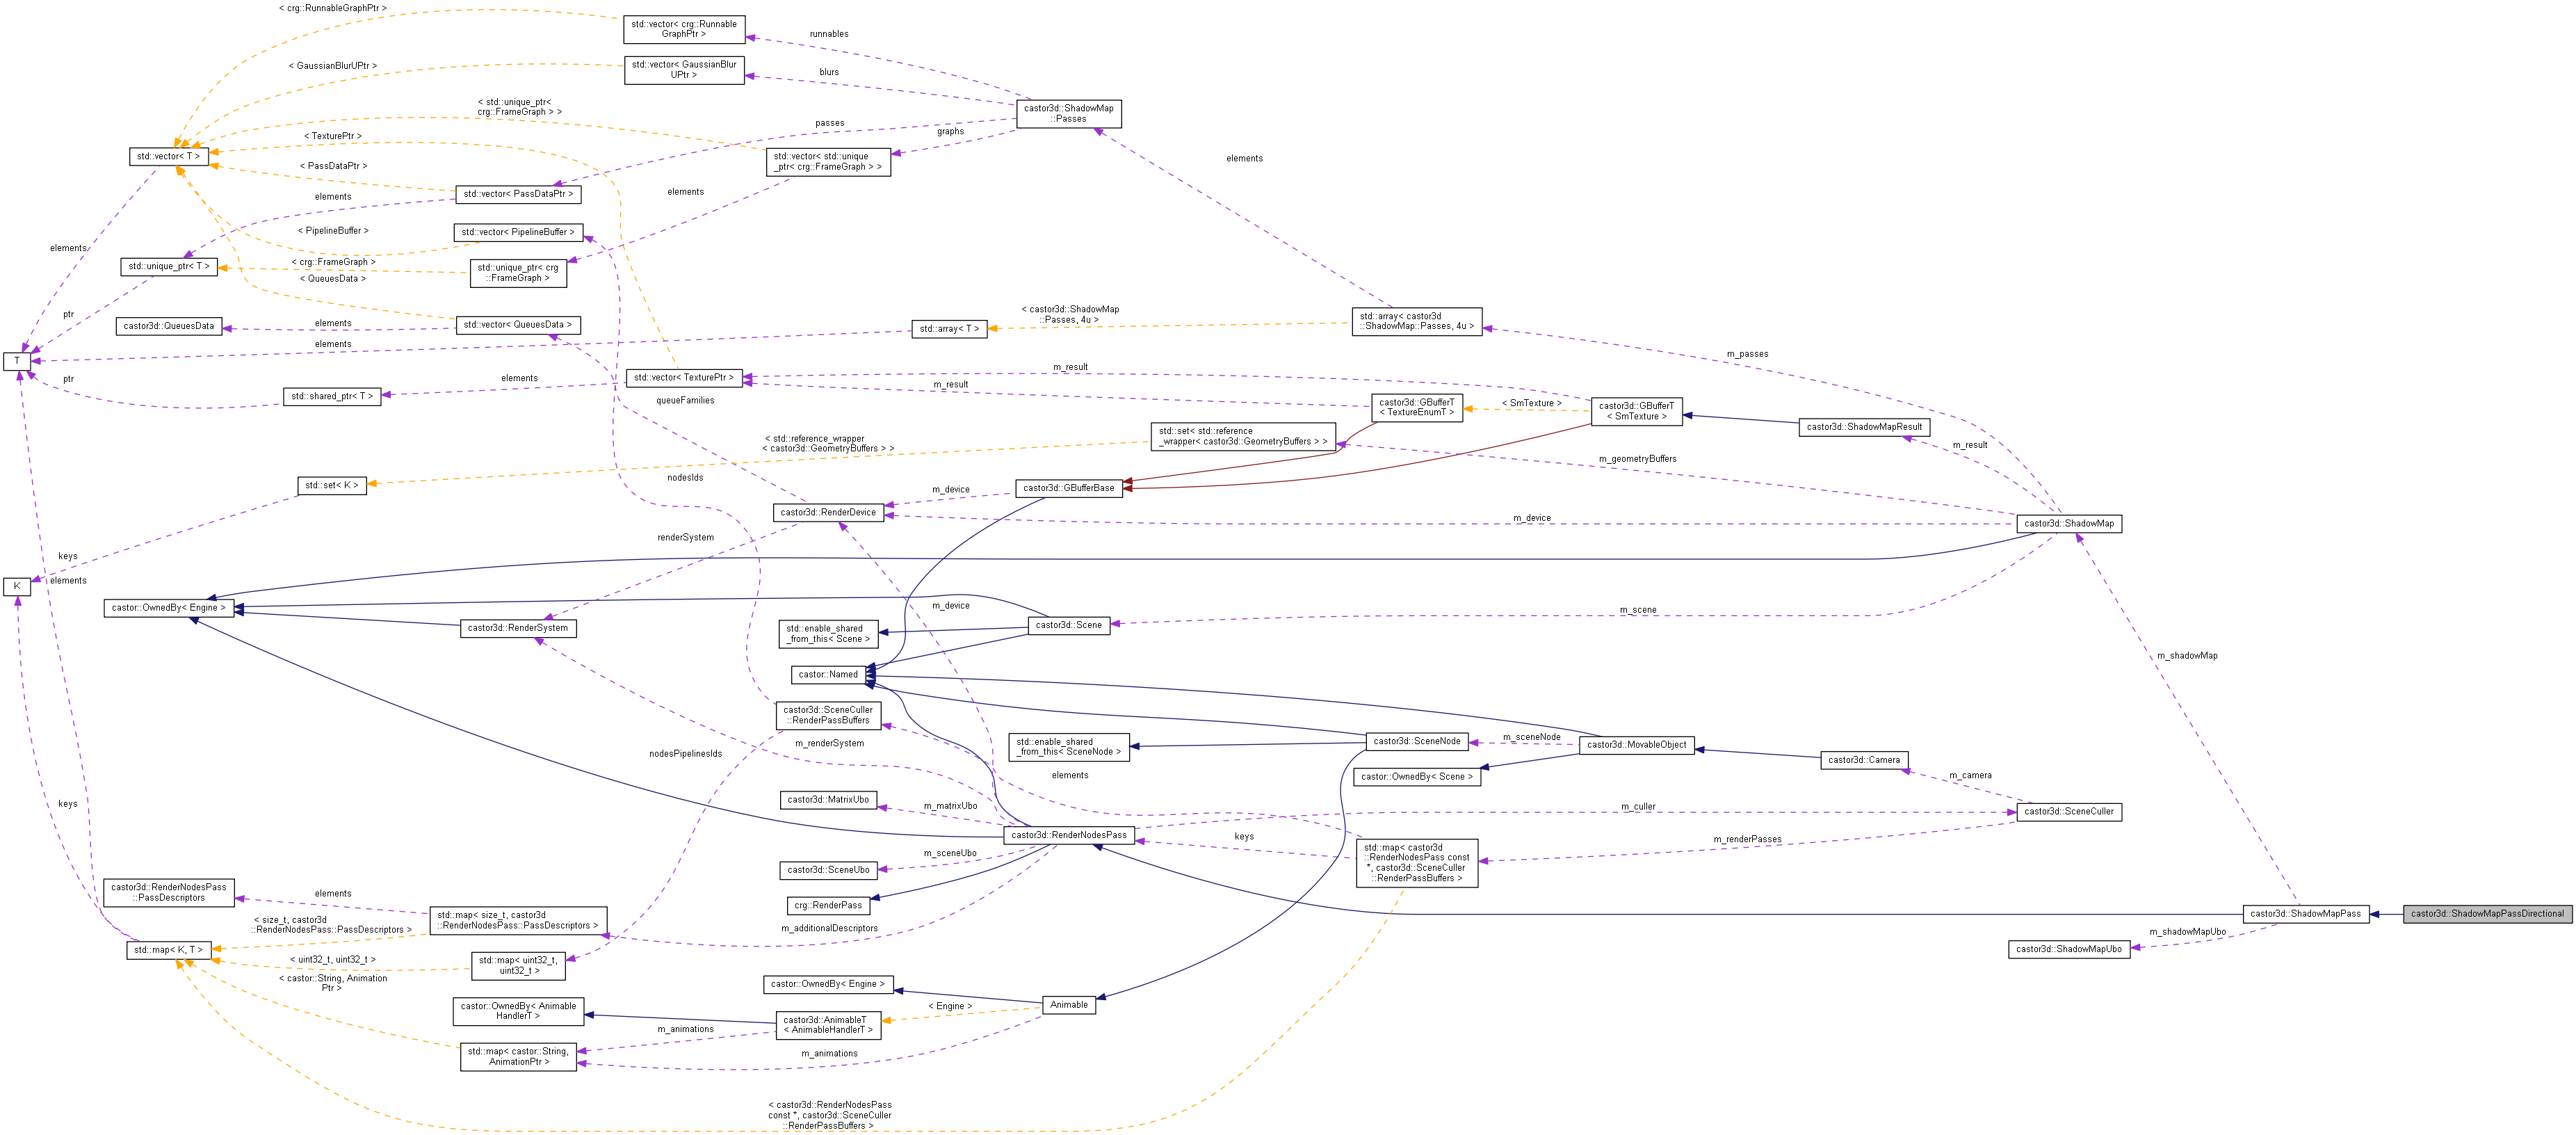 < crg::RunnableGraphPtr >
std::vector< crg::Runnable
GraphPtr >
runnables
< GaussianBlurUPtr >
std::vector< GaussianBlur
UPtr >
blurs
< std::unique_ptr<
crg::FrameGraph > >
castor3d::ShadowMap
::Passes
passes
graphs
< TexturePtr >
std::vector< T >
std::vector< std::unique
_ptr< crg::FrameGraph > >
elements
< PassDataPtr >
std::vector< PassDataPtr >
elements
elements
< PipelineBuffer >
std::vector< PipelineBuffer >
elements
std::unique_ptr< T >
< crg::FrameGraph >
std::unique_ptr< crg
::FrameGraph >
< QueuesData >
ptr
castor3d::QueuesData
elements
std::vector< QueuesData >
std::array< T >
< castor3d::ShadowMap
::Passes, 4u >
std::array< castor3d
::ShadowMap::Passes, 4u >
elements
T
m_passes
ptr
std::shared_ptr< T >
elements
std::vector< TexturePtr >
m_result
m_result
queueFamilies
castor3d::GBufferT
< TextureEnumT >
< SmTexture >
castor3d::GBufferT
< SmTexture >
castor3d::ShadowMapResult
m_result
< std::reference_wrapper
< castor3d::GeometryBuffers > >
std::set< std::reference
_wrapper< castor3d::GeometryBuffers > >
m_geometryBuffers
std::set< K >
nodesIds
m_device
castor3d::GBufferBase
castor3d::RenderDevice
m_device
castor3d::ShadowMap
renderSystem
keys
elements
K
castor::OwnedBy< Engine >
m_device
m_scene
castor3d::RenderSystem
std::enable_shared
_from_this< Scene >
castor3d::Scene
m_shadowMap
castor::Named
castor3d::SceneCuller
::RenderPassBuffers
nodesPipelinesIds
m_renderSystem
std::enable_shared
_from_this< SceneNode >
castor3d::SceneNode
m_sceneNode
castor3d::MovableObject
castor3d::Camera
castor::OwnedBy< Scene >
elements
m_camera
keys
castor3d::MatrixUbo
m_matrixUbo
m_culler
castor3d::SceneCuller
castor3d::RenderNodesPass
keys
m_renderPasses
std::map< castor3d
::RenderNodesPass const
*, castor3d::SceneCuller
::RenderPassBuffers >
m_sceneUbo
castor3d::SceneUbo
castor3d::RenderNodesPass
::PassDescriptors
elements
crg::RenderPass
< size_t, castor3d
::RenderNodesPass::PassDescriptors >
std::map< size_t, castor3d
::RenderNodesPass::PassDescriptors >
m_additionalDescriptors
castor3d::ShadowMapPass
castor3d::ShadowMapPassDirectional
m_shadowMapUbo
castor3d::ShadowMapUbo
std::map< K, T >
< uint32_t, uint32_t >
std::map< uint32_t,
uint32_t >
< castor::String, Animation
Ptr >
castor::OwnedBy< Engine >
castor::OwnedBy< Animable
HandlerT >
castor3d::AnimableT
< AnimableHandlerT >
< Engine >
Animable
m_animations
std::map< castor::String,
AnimationPtr >
m_animations
< castor3d::RenderNodesPass
const *, castor3d::SceneCuller
::RenderPassBuffers >